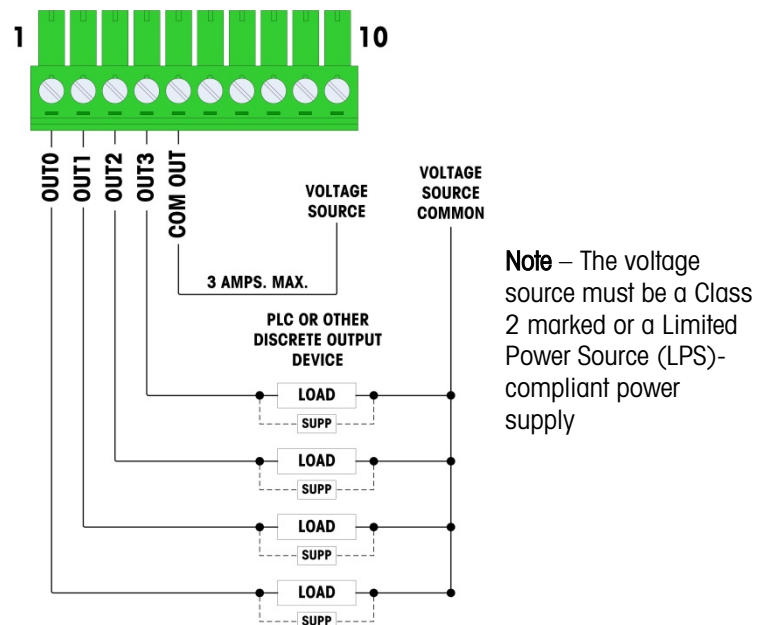 1
10
OUT0
OUT1
OUT2
OUT3
COM OUT
VOLTAGE
SOURCE
VOLTAGE
SOURCE
COMMON
3 AMPS. MAX.
PLC OR OTHER
DISCRETE OUTPUT
DEVICE
LOAD
SUPP
LOAD
SUPP
LOAD
SUPP
LOAD
SUPP
Note – The voltage
source must be a Class
2 marked or a Limited
Power Source (LPS)-
compliant power
supply